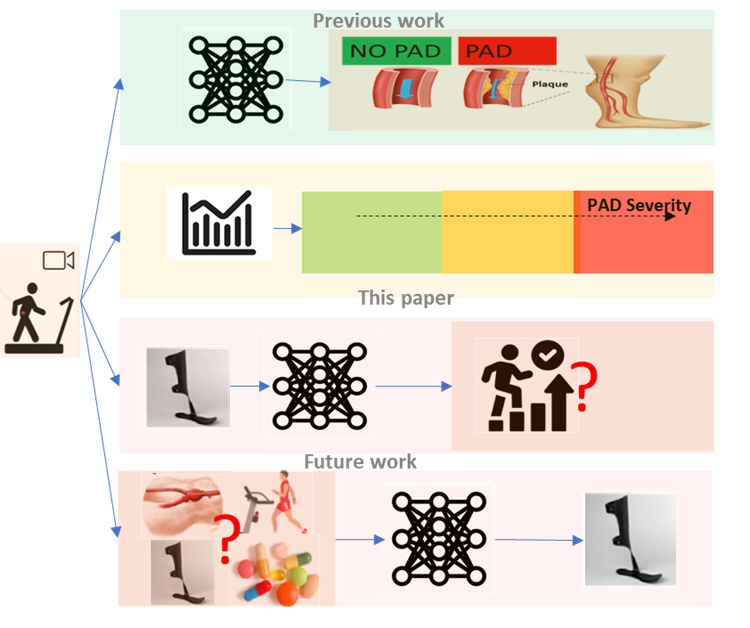 Previous work
NO PAD
PAD
Plaque
PAD Severity
This paper
?
Future work
?